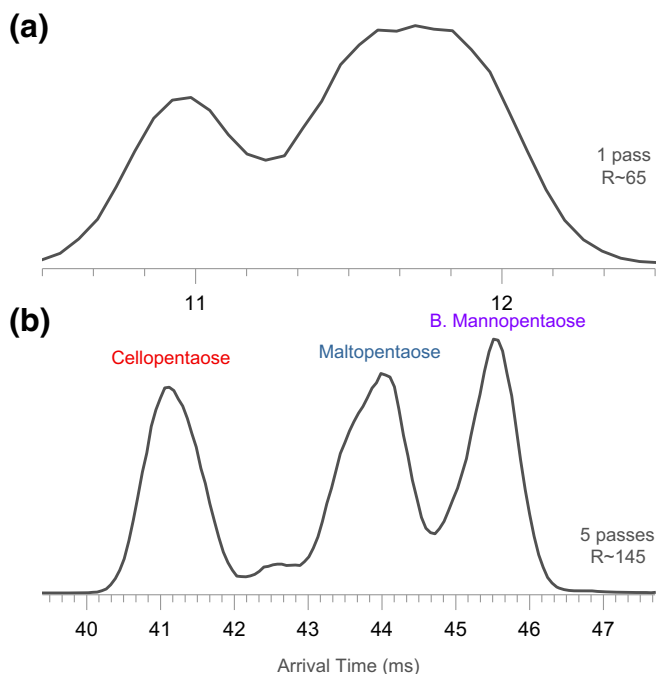 (a)
1 pass
R~65
11 12
(b)
B. Mannopentaose
Cellopentaose Maltopentaose
5 passes
R~145
40 41 42 43 44 45 46 47
Arrival Time (ms)